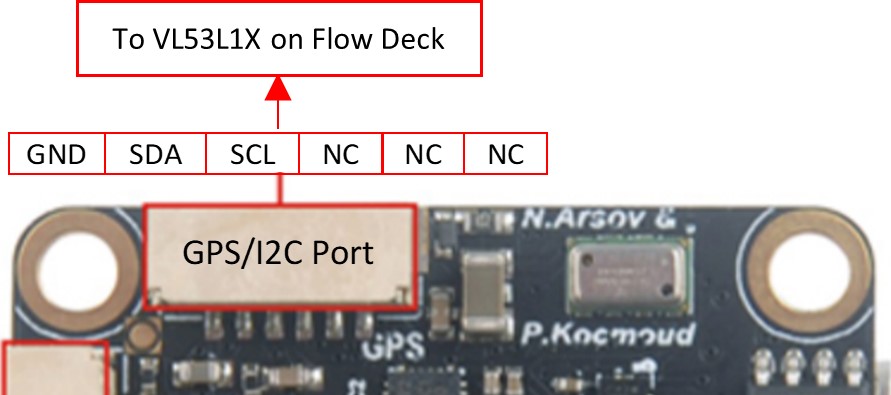 To VL53L1X on Flow Deck
GND SDA SCL NC NC NC
GPS/I2C Port
N.Arsov &
P.Kocmoud
GPS